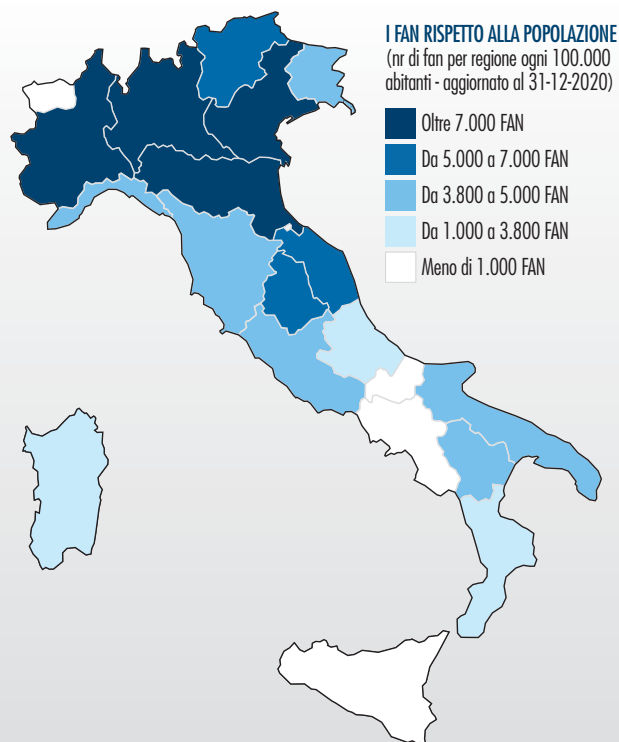 I FAN RISPETTO ALLA POPOLAZIONE
(nr di fan per regione ogni 100.000
abitanti - aggiornato al 31-12-2020)
Oltre 7.000 FAN
Da 5.000 a 7.000 FAN
Da 3.800 a 5.000 FAN
Da 1.000 a 3.800 FAN
Meno di 1.000 FAN